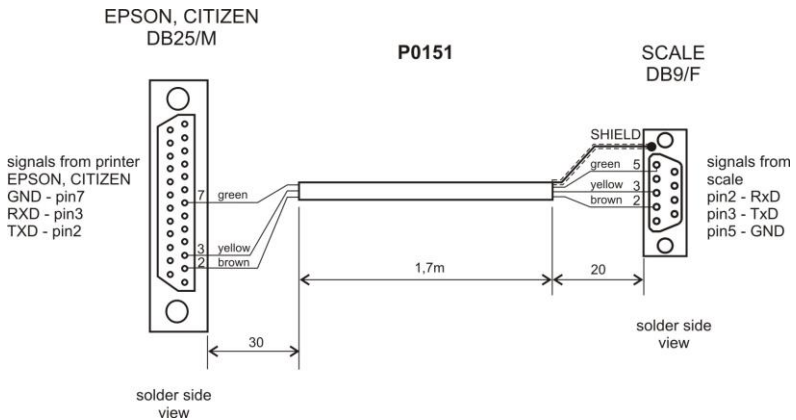 EPSON, CITIZEN
DB25/M
P0151
SCALE
DB9/F
signals from printer
EPSON, CITIZEN
GND - pin7
RXD - pin3
TXD - pin2
7 green
3 yellow
2 brown
SHIELD
green 5
yellow 3
brown 2
signals from
scale
pin2 - RxD
pin3 - TxD
pin5 - GND
1,7m
20
30
solder side
view
solder side
view